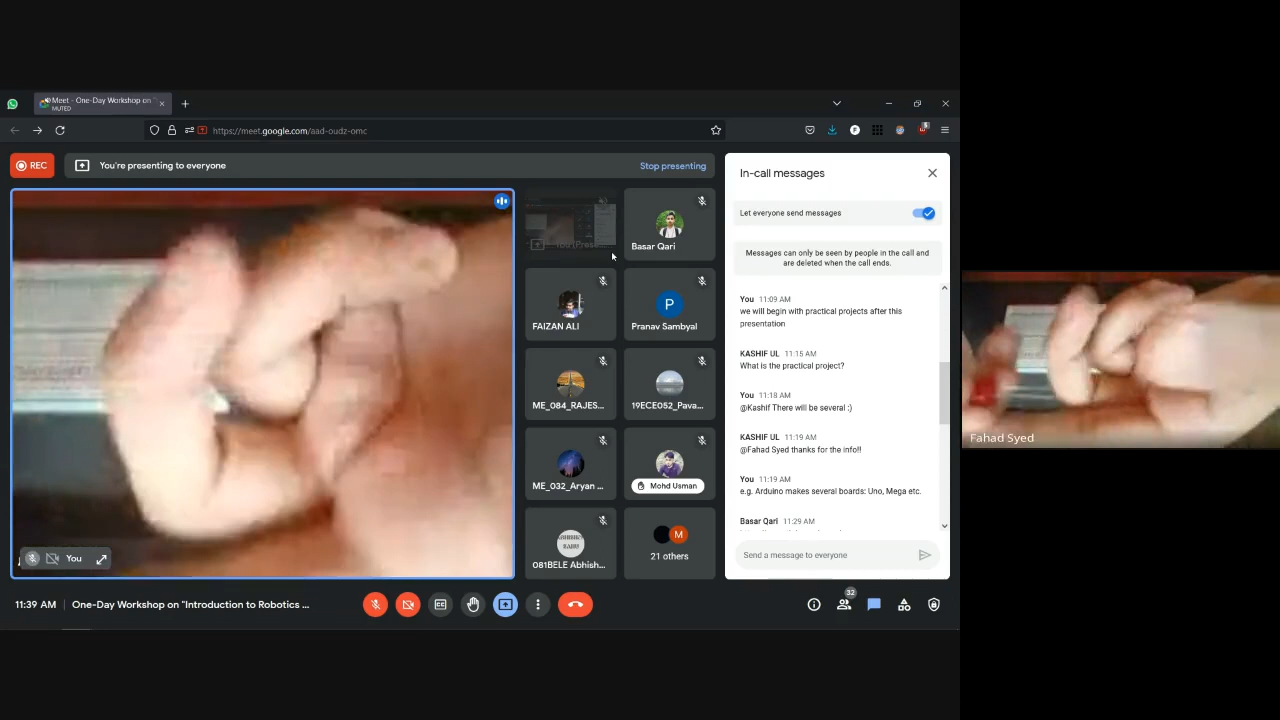 Meet - One-Day Workshop on
MUTED
https://meet.google.com/aad-oudz-omc
REC
You're presenting to everyone
Stop presenting
Basar Qari
FAIZAN ALI
Pranav Sambyal
ME_084_RAJES...
19ECE052_Pava...
ME_032_Aryan ...
Mohd Usman
081BELE Abhish...
M
21 others
P
You
In-call messages
Let everyone send messages
Messages can only be seen by people in the call and
are deleted when the call ends.
You 11:09 AM
we will begin with practical projects after this
presentation
KASHIF UL 11:15 AM
What is the practical project?
You 11:18 AM
@Kashif There will be several :)
KASHIF UL 11:19 AM
@Fahad Syed thanks for the info!!
You 11:19 AM
e.g. Arduino makes several boards: Uno, Mega etc.
Basar Qari 11:29 AM
Send a message to everyone
11:39 AM | One-Day Workshop on "Introduction to Robotics ...
32
Fahad Syed